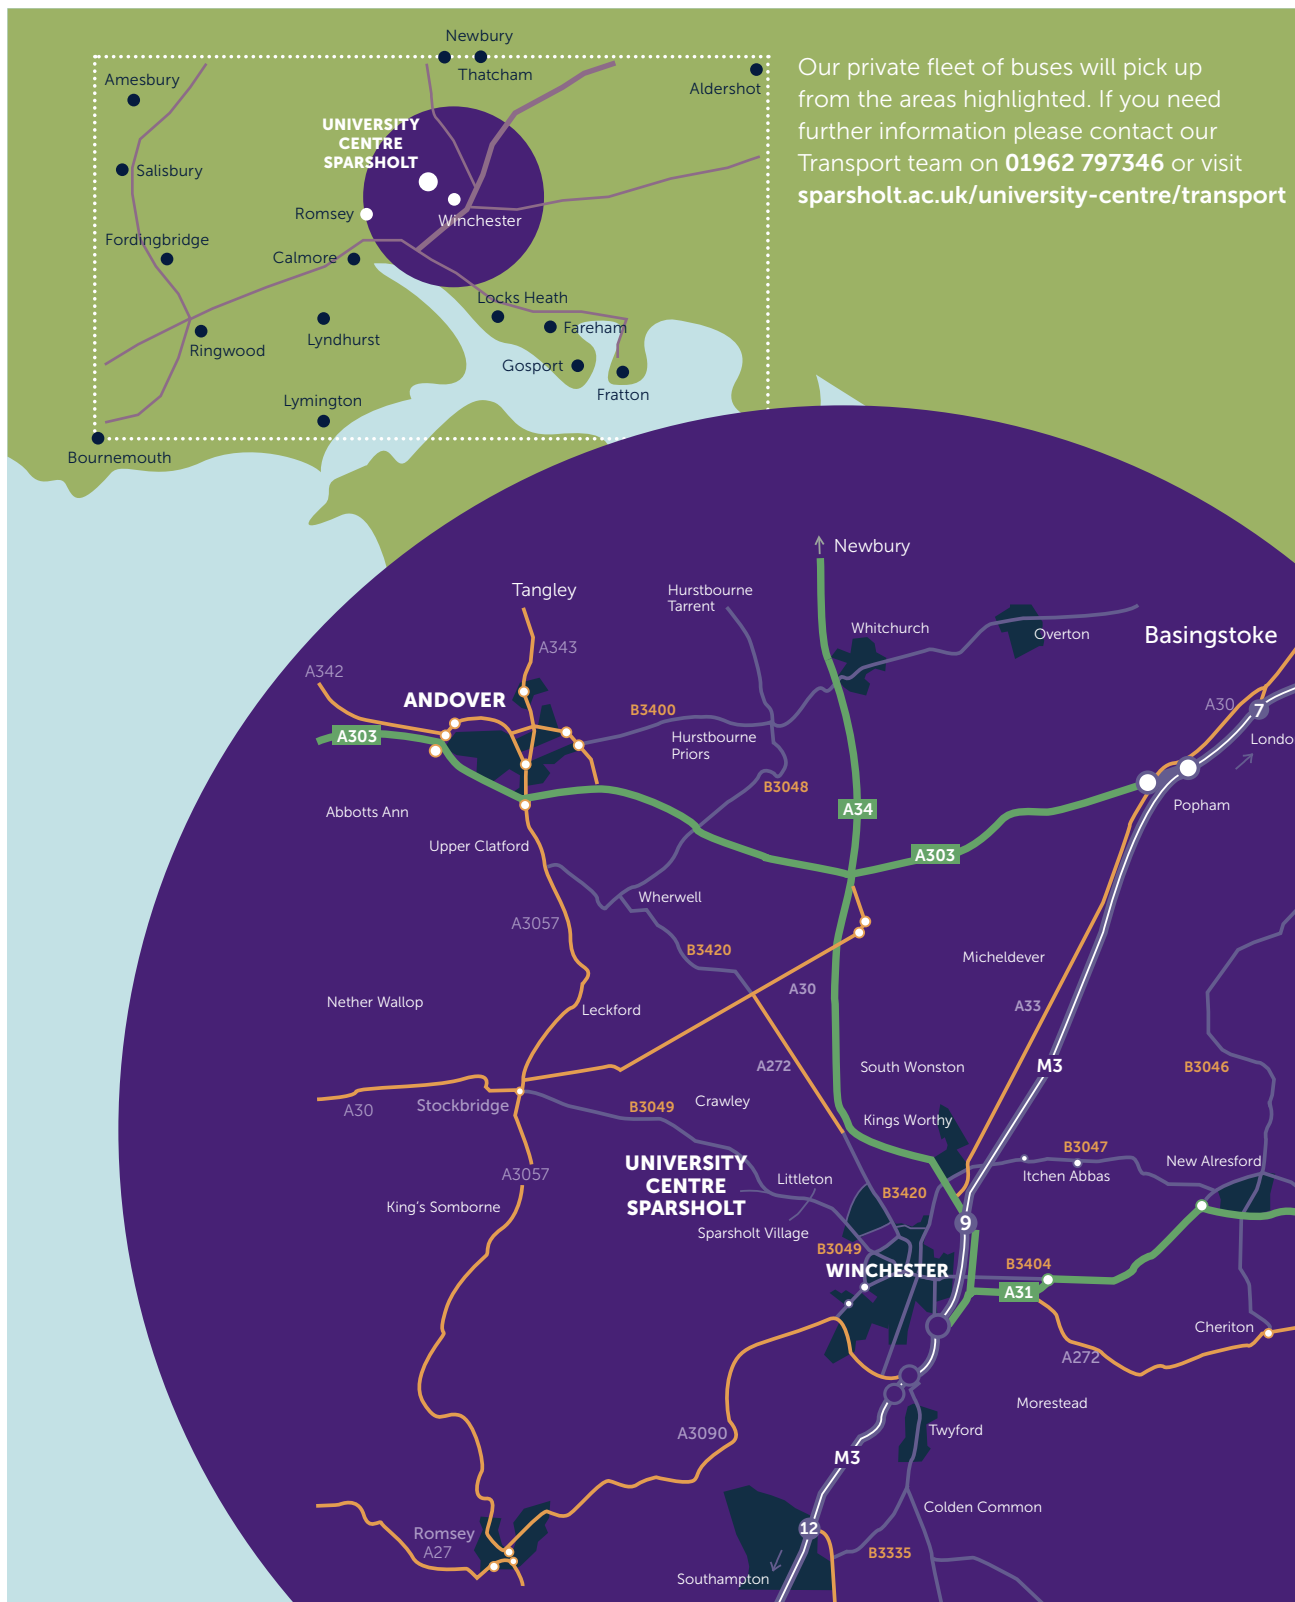 Newbury
Thatcham
Amesbury
Aldershot
UNIVERSITY
CENTRE
SPARSHOLT
Salisbury
Romsey
Winchester
Fordingbridge
Calmore
Locks Heath
Fareham
Ringwood
Lyndhurst
Gosport
Fratton
Lymington
Bournemouth
Our private fleet of buses will pick up
from the areas highlighted. If you need
further information please contact our
Transport team on 01962 797346 or visit
sparsholt.ac.uk/university-centre/transport
Newbury
Tangley
Hurstbourne
Tarrent
Whitchurch
Overton
Basingstoke
A343
A342
ANDOVER
B3400
A30
7
A303
Hurstbourne
Priors
London
B3048
Abbotts Ann
A34
Popham
Upper Clatford
A303
Wherwell
A3057
B3420
Micheldever
A30
Nether Wallop
Leckford
A33
A272
South Wonston
M3
B3046
Crawley
A30
Stockbridge
B3049
Kings Worthy
B3047
UNIVERSITY
CENTRE
SPARSHOLT
New Alresford
A3057
Littleton
Itchen Abbas
B3420
King's Somborne
Sparsholt Village
9
B3049
WINCHESTER
B3404
A31
Cheriton
A272
Morestead
A3090
Twyford
M3
Colden Common
12
Romsey
A27
B3335
Southampton